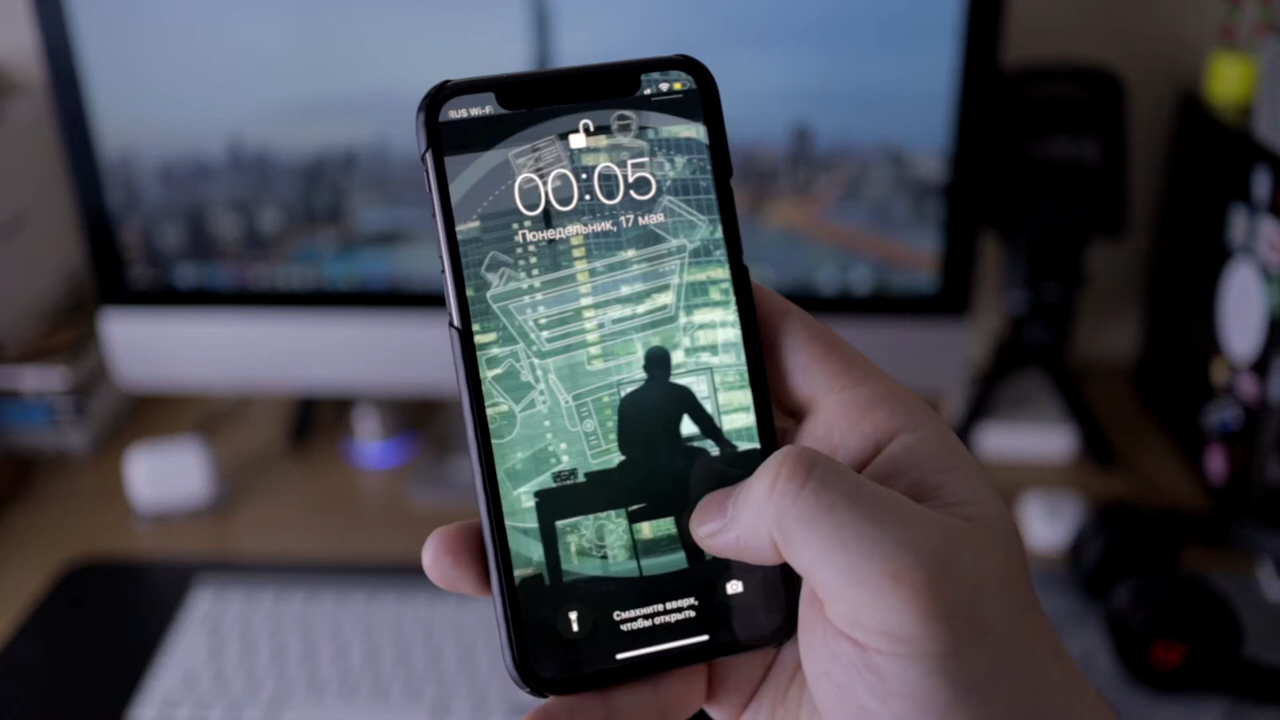 RUS Wi-Fi
00:05
Понедельник, 17 мая
Смахните вверх,
чтобы открыть